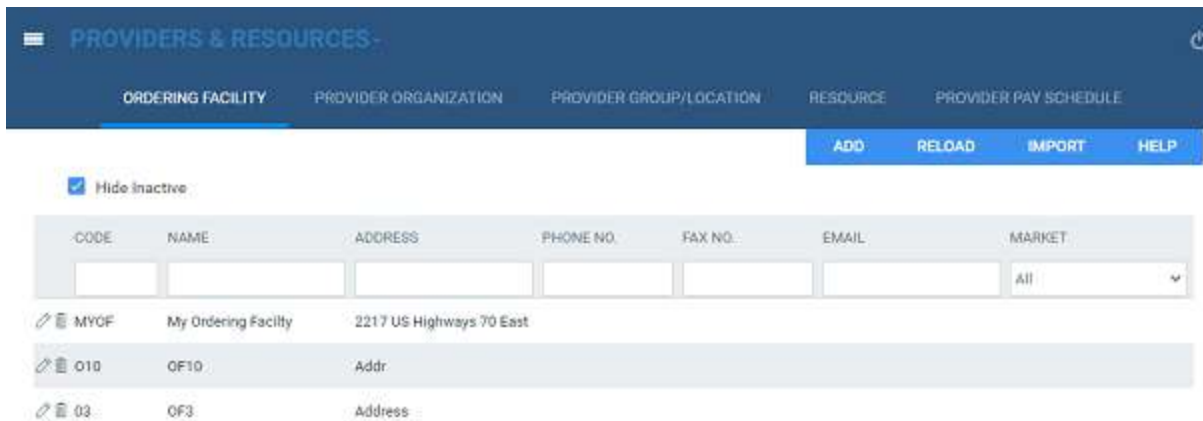 PROVIDERS & RESOURCES-
ORDERING FACILITY PROVIDER ORGANIZATION PROVIDER GROUP/LOCATION RESOURCE PROVIDER PAY SCHEDULE
ADD RELOAD IMPORT HELP
Hide Inactive
CODE NAME ADDRESS PHONE NO. FAX NO. EMAIL MARKET
All
MYOF My Ordering Facilty 2217 US Highways 70 East
O10 OF10 Addr
03 OF3 Address